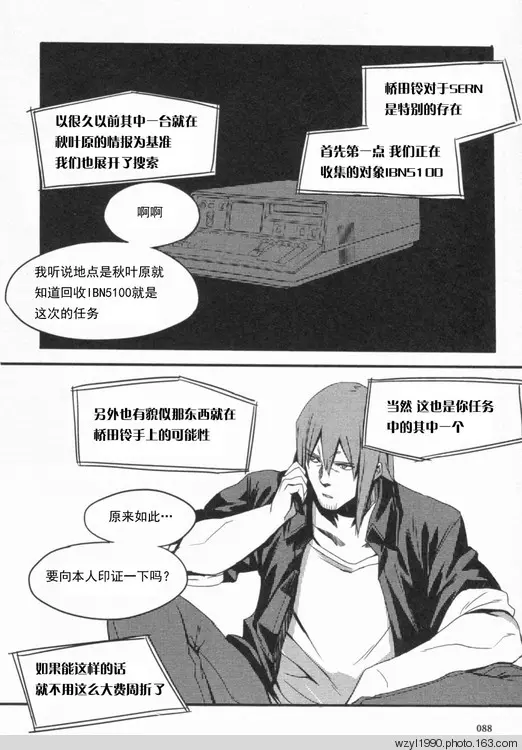 桥田铃对于SERN
是特别的存在
首先第一点 我们正在
收集的对象IBN5100
以很久以前其中一台就在
秋叶原的情报为基准
我们也展开了搜索
啊啊
我听说地点是秋叶原就
知道回收IBN5100就是
这次的任务
当然 这也是你任务
中的其中一个
另外也有貌似那东西就在
桥田铃手上的可能性
原来如此…
要向本人印证一下吗?
如果能这样的话
就不用这么大费周折了
088
wzyl1990.photo.163.com